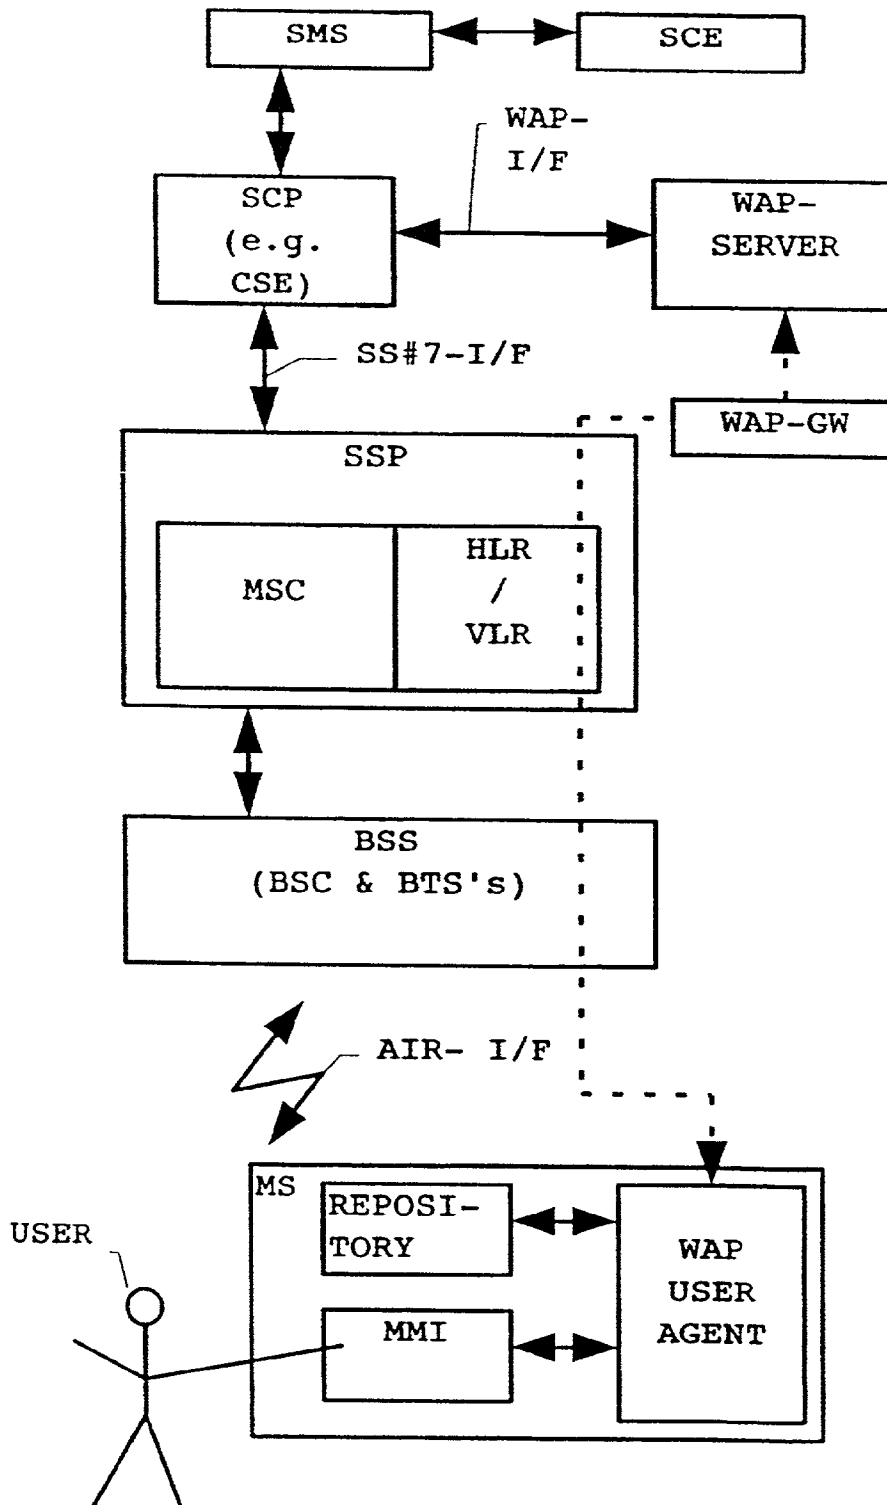 SMS
SCE
WAP-
I/F
SCP
(e.g.
CSE)
WAP-
SERVER
SS#7-I/F
WAP-GW
SSP
MSC
HLR
/
VLR
BSS
(BSC & BTS's)
AIR- I/F
MS
REPOSI-
TORY
WAP
USER
AGENT
USER
MMI